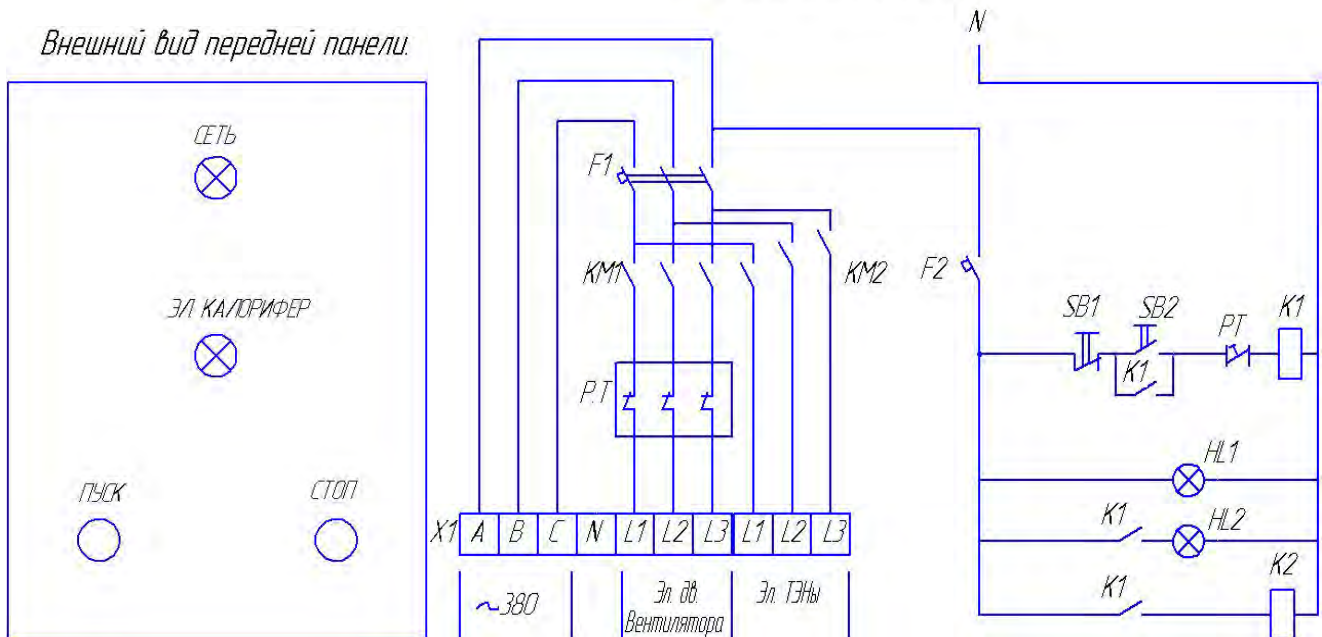 Внешний вид передней панели.
СЕТЬ
ЭЛ КАЛОРИФЕР
ПУСК
СТОП
N
F1
KM1
KM2
F2
SB1
SB2
РТ
K1
K1
Р.Т
HL1
K1
HL2
K1
K2
X1 A B C N L1 L2 L3 L1 L2 L3
~380
Эл. дв.
Вентилятора
Эл. ТЭНы